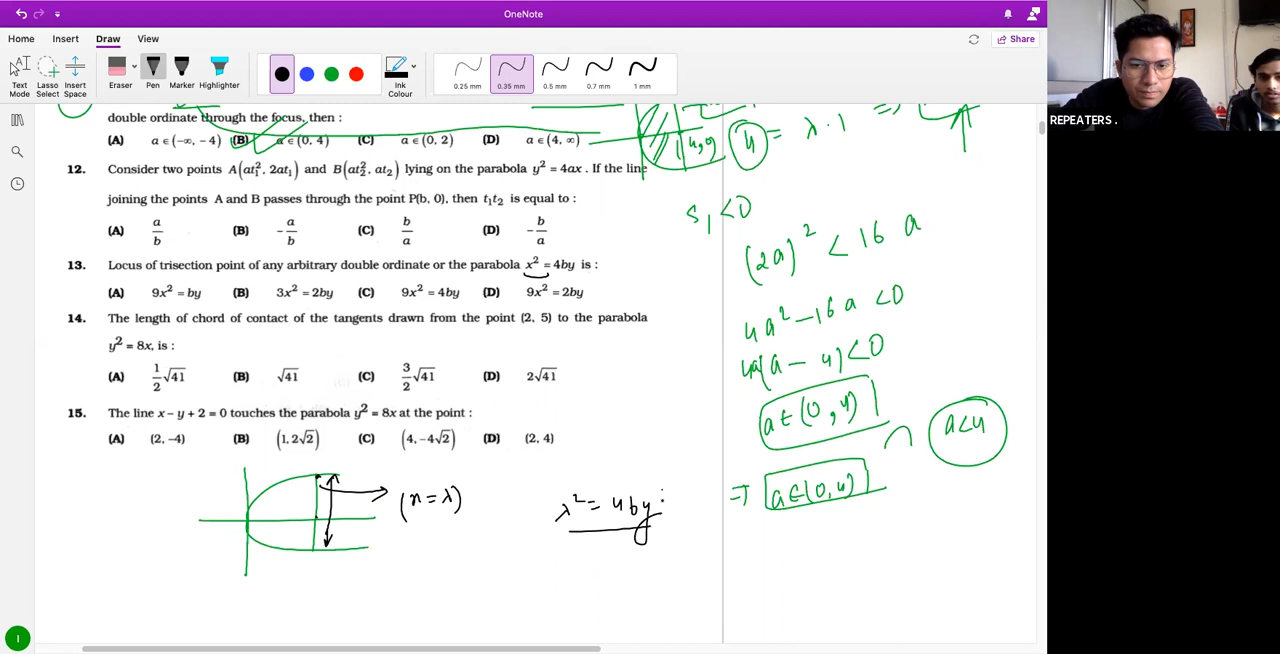 OneNote
Home Insert Draw View
Share
Text Mode
Lasso Select
Insert Space
Eraser
Pen
Marker
Highlighter
Ink Colour
0.25 mm
0.35 mm
0.5 mm
0.7 mm
1 mm
REPEATERS .
double ordinate through the focus, then :
(A) a ∈ (-∞, -4) (B) a ∈ (0, 4) (C) a ∈ (0, 2) (D) a ∈ (4, ∞)
12. Consider two points A(at₁², 2at₁) and B(at₂², at₂) lying on the parabola y² = 4ax . If the line
joining the points A and B passes through the point P(b, 0), then t₁t₂ is equal to :
(A) a/b (B) -a/b (C) b/a (D) -b/a
13. Locus of trisection point of any arbitrary double ordinate or the parabola x² = 4by is :
(A) 9x² = by (B) 3x² = 2by (C) 9x² = 4by (D) 9x² = 2by
14. The length of chord of contact of the tangents drawn from the point (2, 5) to the parabola
y² = 8x, is :
(A) 1/2 √41 (B) √41 (C) 3/2 √41 (D) 2√41
15. The line x – y + 2 = 0 touches the parabola y² = 8x at the point :
(A) (2, -4) (B) (1, 2√2) (C) (4, -4√2) (D) (2, 4)
(x = λ)
λ² = 4by
4 = λ · 1 ⇒
S₁ < 0
(2a)² < 16 a
4a² – 16a < 0
4a(a – 4) < 0
a ∈ (0, 4) ∩ a<4
⇒ a ∈ (0, 4)
I